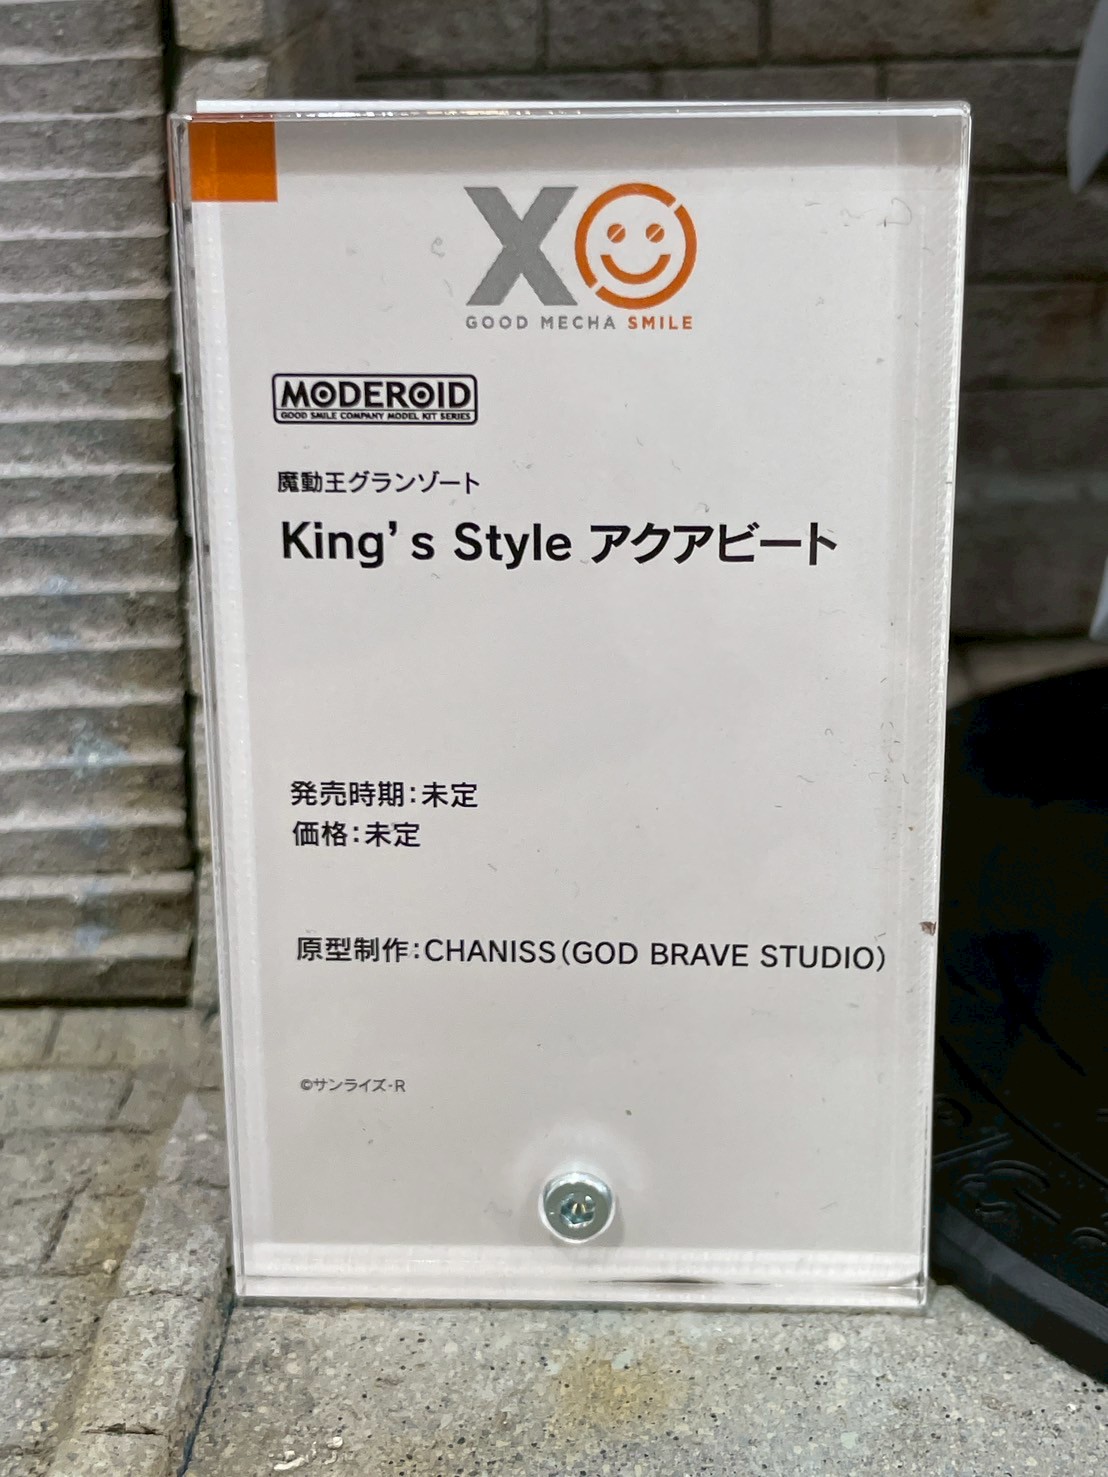 XO
GOOD MECHA SMILE
MODEROID
GOOD SMILE COMPANY MODEL KIT SERIES
魔動王グランゾート
King's Style アクアビート
発売時期：未定
価格：未定
原型制作：CHANISS（GOD BRAVE STUDIO）
©サンライズ・R